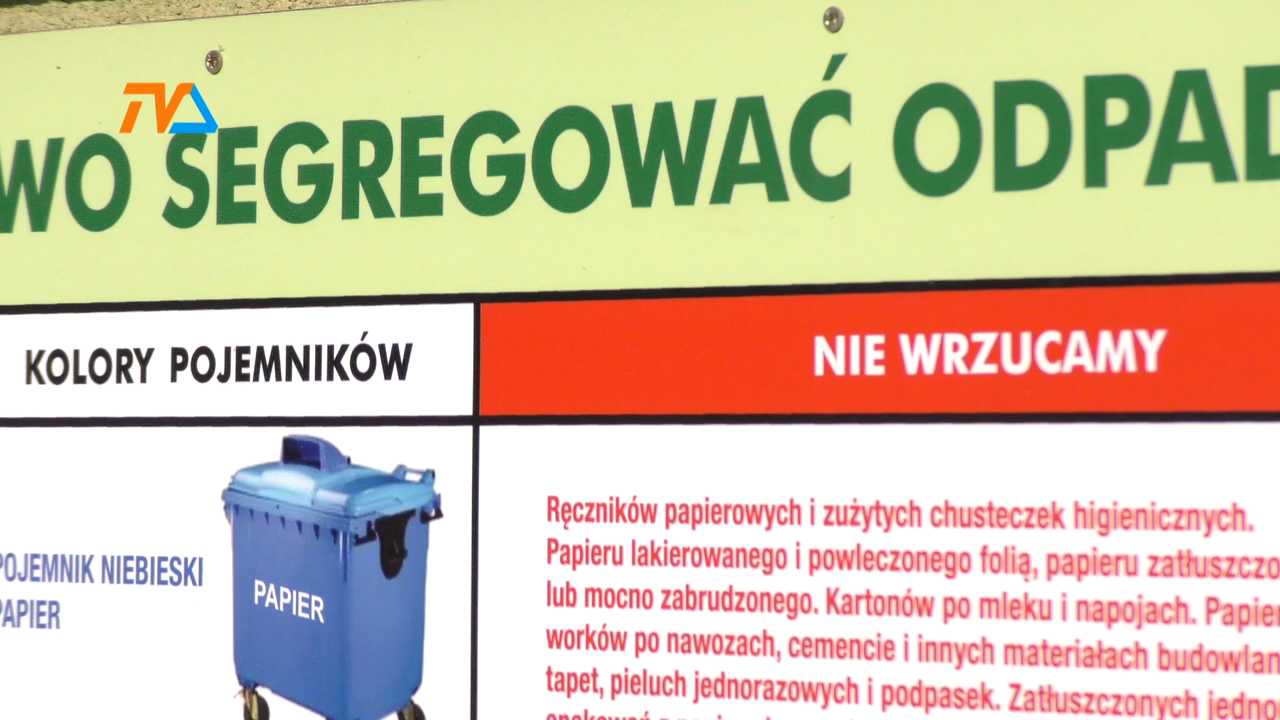 TVA
WO SEGREGOWAĆ ODPAD
KOLORY POJEMNIKÓW
NIE WRZUCAMY
POJEMNIK NIEBIESKI
PAPIER
PAPIER
Ręczników papierowych i zużytych chusteczek higienicznych.
Papieru lakierowanego i powleczonego folią, papieru zatłuszczo
lub mocno zabrudzonego. Kartonów po mleku i napojach. Papier
worków po nawozach, cemencie i innych materiałach budowlan
tapet, pieluch jednorazowych i podpasek. Zatłuszczonych jedno